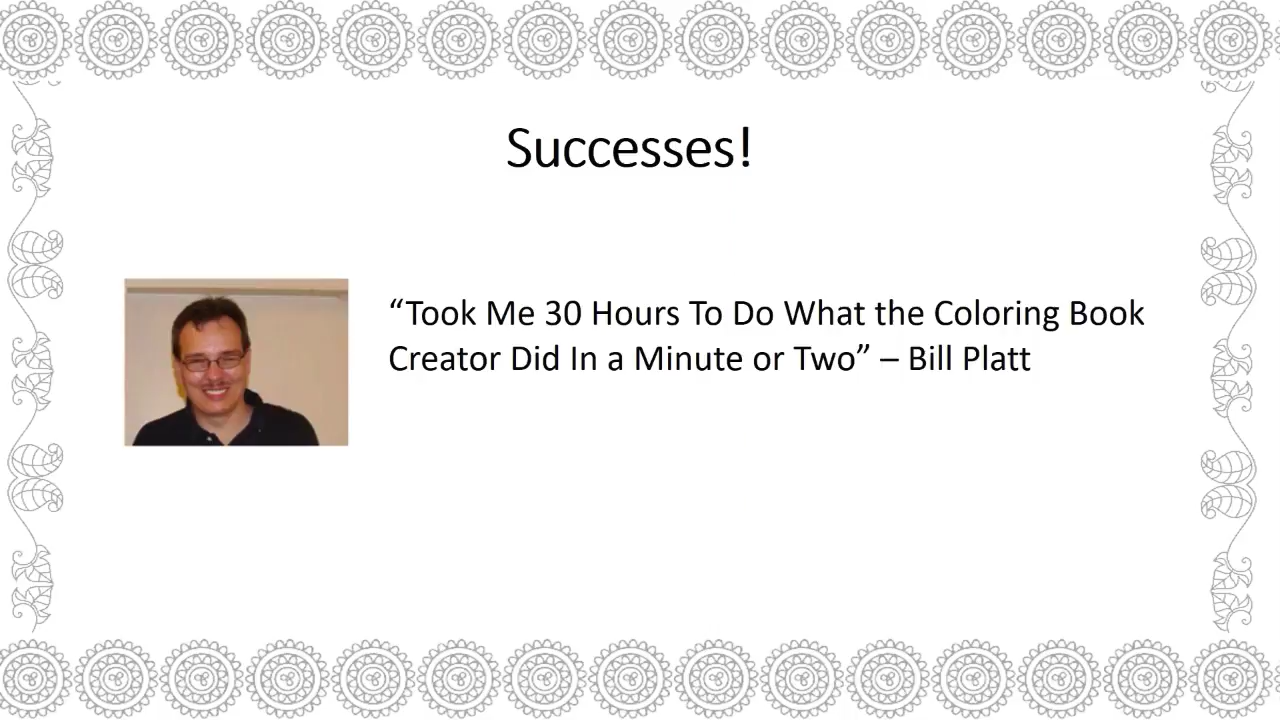 Successes!
“Took Me 30 Hours To Do What the Coloring Book
Creator Did In a Minute or Two” – Bill Platt